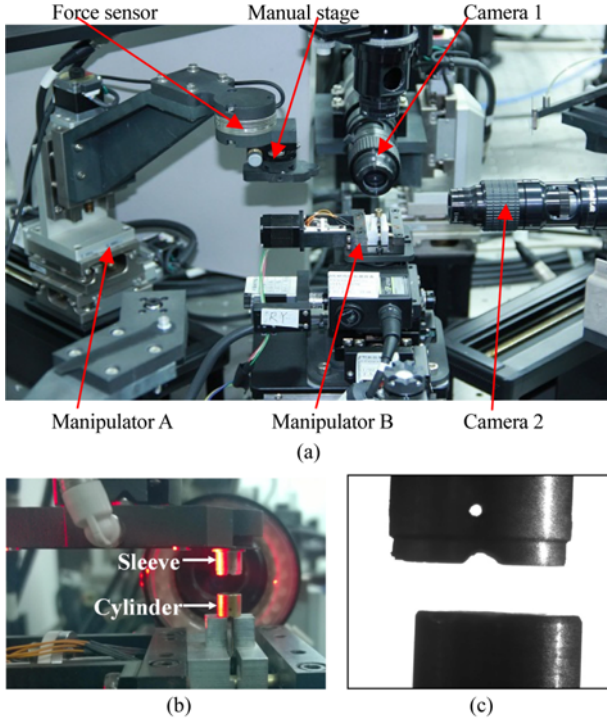 Force sensor Manual stage Camera 1
R.Y
Manipulator A Manipulator B Camera 2
(a)
Sleeve
Cylinder
(b) (c)